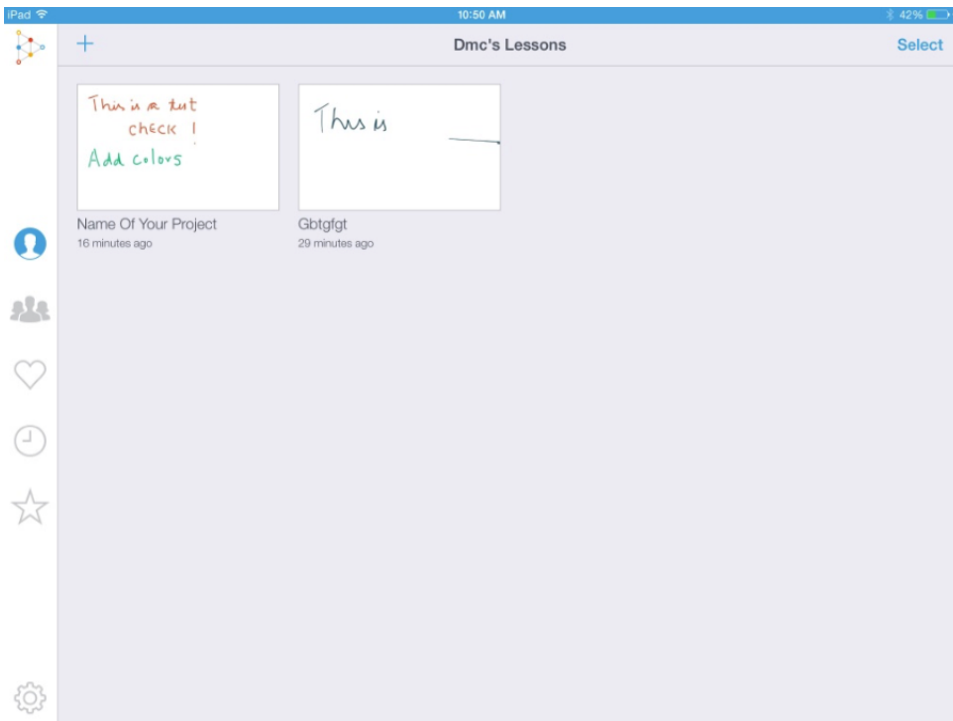 iPad 10:50 AM 42%
+ Dmc's Lessons Select
This is a tut
CHECK !
Add colors
Name Of Your Project
16 minutes ago
This is
Gbtgfgt
29 minutes ago